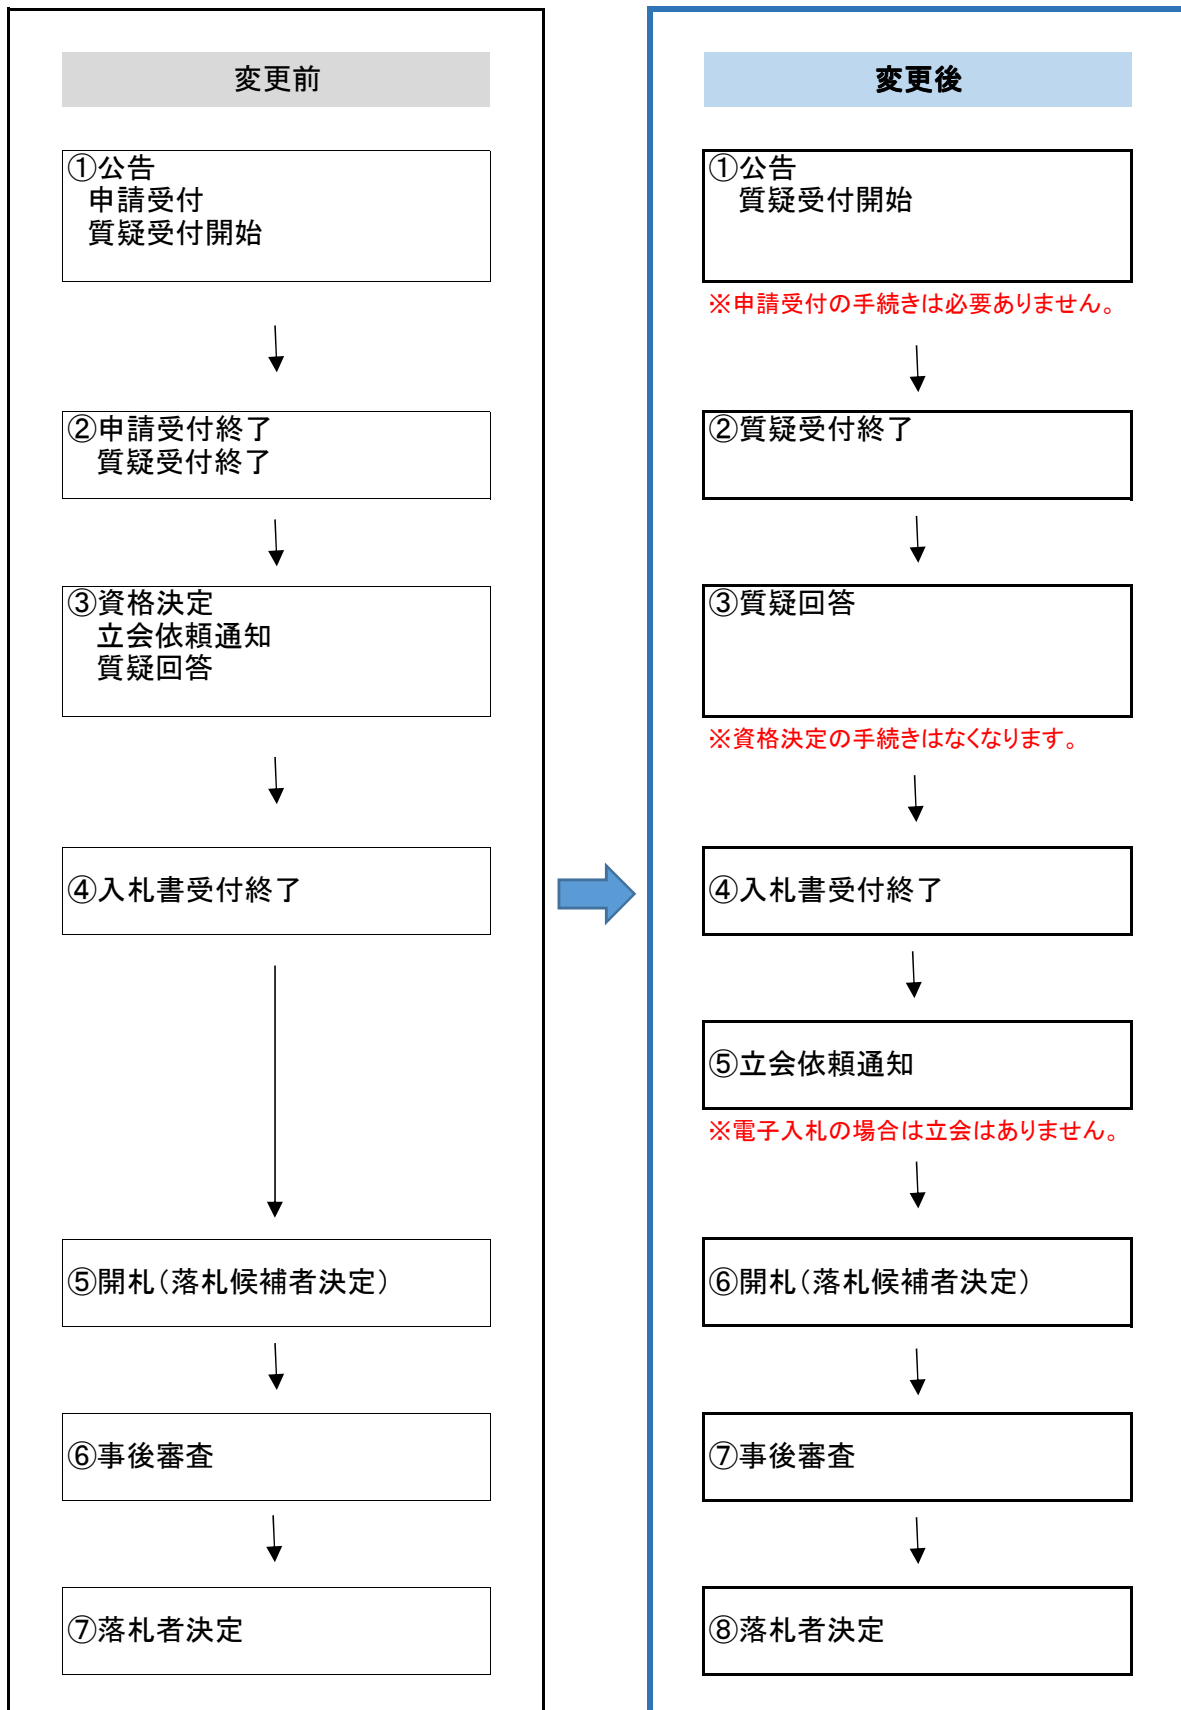 変更前
①公告
申請受付
質疑受付開始
②申請受付終了
質疑受付終了
③資格決定
立会依頼通知
質疑回答
④入札書受付終了
⑤開札（落札候補者決定）
⑥事後審査
⑦落札者決定
変更後
①公告
質疑受付開始
※申請受付の手続きは必要ありません。
②質疑受付終了
③質疑回答
※資格決定の手続きはなくなります。
④入札書受付終了
⑤立会依頼通知
※電子入札の場合は立会はありません。
⑥開札（落札候補者決定）
⑦事後審査
⑧落札者決定